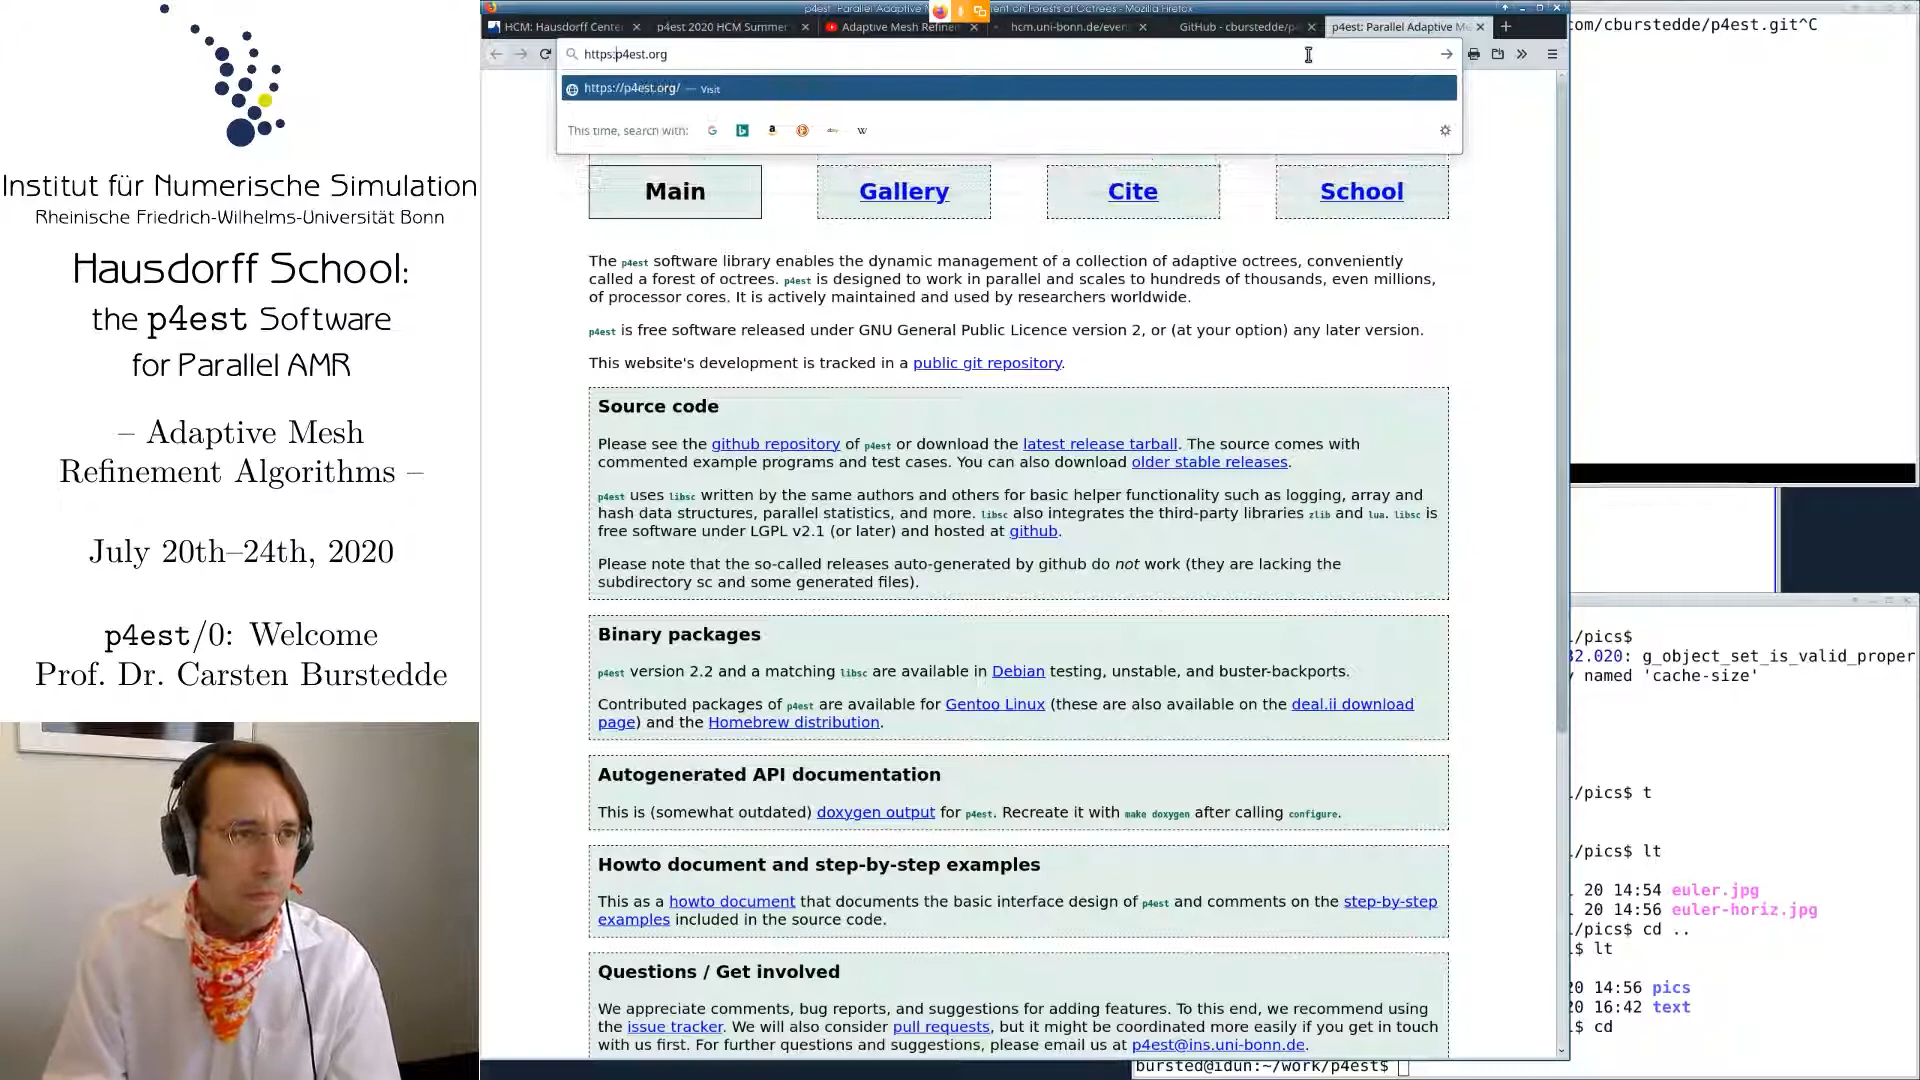 Institut für Numerische Simulation
Rheinische Friedrich-Wilhelms-Universität Bonn
Hausdorff School:
the p4est Software
for Parallel AMR
– Adaptive Mesh
Refinement Algorithms –
July 20th–24th, 2020
p4est/0: Welcome
Prof. Dr. Carsten Burstedde
HCM: Hausdorff Center
p4est 2020 HCM Summer
Adaptive Mesh Refine
hcm.uni-bonn.de/even
GitHub - cburstedde/p4
p4est: Parallel Adaptive M
https:p4est.org
https://p4est.org/ — Visit
This time, search with:
Main
Gallery
Cite
School
The p4est software library enables the dynamic management of a collection of adaptive octrees, conveniently
called a forest of octrees. p4est is designed to work in parallel and scales to hundreds of thousands, even millions,
of processor cores. It is actively maintained and used by researchers worldwide.
p4est is free software released under GNU General Public Licence version 2, or (at your option) any later version.
This website's development is tracked in a public git repository.
Source code
Please see the github repository of p4est or download the latest release tarball. The source comes with
commented example programs and test cases. You can also download older stable releases.
p4est uses libsc written by the same authors and others for basic helper functionality such as logging, array and
hash data structures, parallel statistics, and more. libsc also integrates the third-party libraries zlib and lua. libsc is
free software under LGPL v2.1 (or later) and hosted at github.
Please note that the so-called releases auto-generated by github do not work (they are lacking the
subdirectory sc and some generated files).
Binary packages
p4est version 2.2 and a matching libsc are available in Debian testing, unstable, and buster-backports.
Contributed packages of p4est are available for Gentoo Linux (these are also available on the deal.ii download
page) and the Homebrew distribution.
Autogenerated API documentation
This is (somewhat outdated) doxygen output for p4est. Recreate it with make doxygen after calling configure.
Howto document and step-by-step examples
This as a howto document that documents the basic interface design of p4est and comments on the step-by-step
examples included in the source code.
Questions / Get involved
We appreciate comments, bug reports, and suggestions for adding features. To this end, we recommend using
the issue tracker. We will also consider pull requests, but it might be coordinated more easily if you get in touch
with us first. For further questions and suggestions, please email us at p4est@ins.uni-bonn.de.
com/cburstedde/p4est.git^C
/pics$
32.020: g_object_set_is_valid_proper
y named 'cache-size'
/pics$ t
/pics$ lt
20 14:54 euler.jpg
20 14:56 euler-horiz.jpg
/pics$ cd ..
$ lt
20 14:56 pics
20 16:42 text
$ cd
bursted@idun:~/work/p4est$